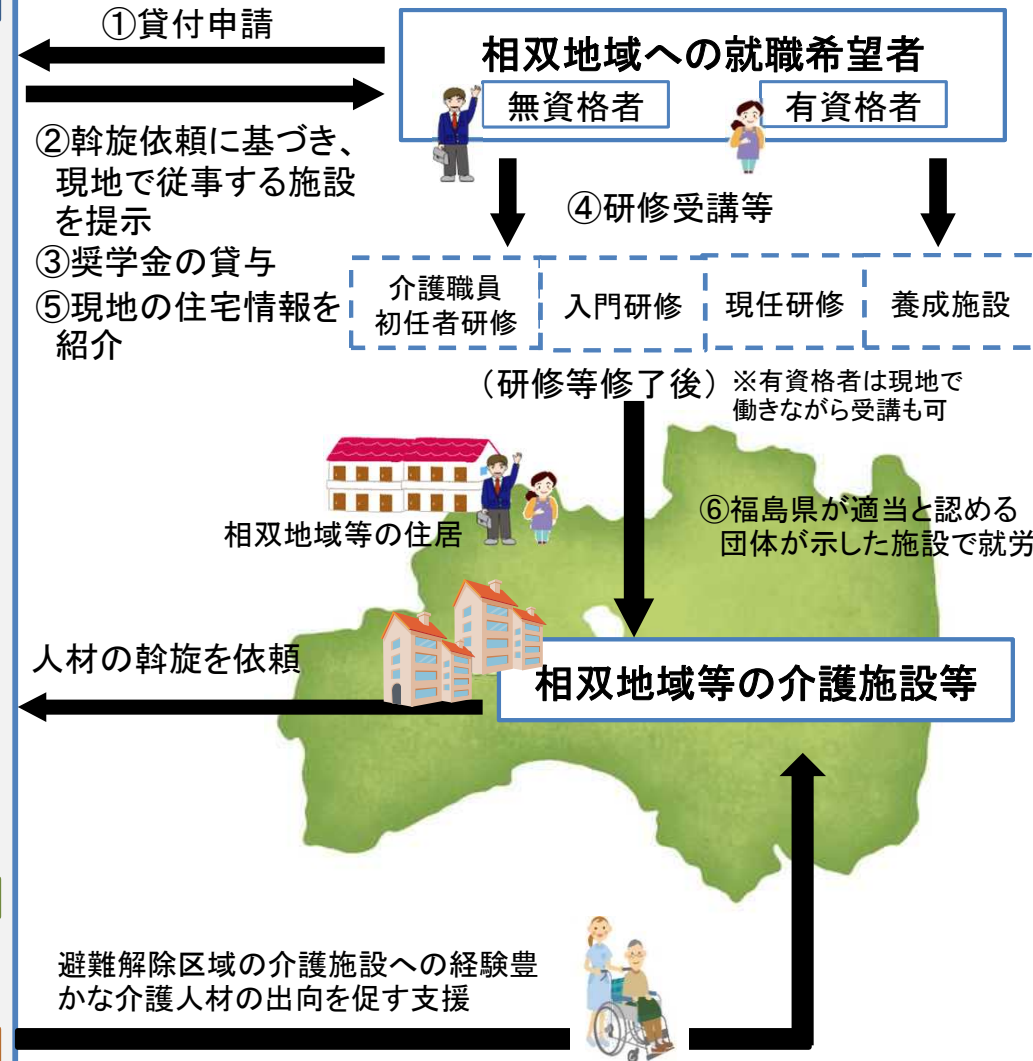 ①貸付申請
相双地域への就職希望者
無資格者
有資格者
②斡旋依頼に基づき、
現地で従事する施設
を提示
③奨学金の貸与
⑤現地の住宅情報を
紹介
④研修受講等
介護職員
初任者研修
入門研修
現任研修
養成施設
(研修等修了後)
※有資格者は現地で
働きながら受講も可
相双地域等の住居
⑥福島県が適当と認める
団体が示した施設で就労
人材の斡旋を依頼
相双地域等の介護施設等
避難解除区域の介護施設への経験豊
かな介護人材の出向を促す支援